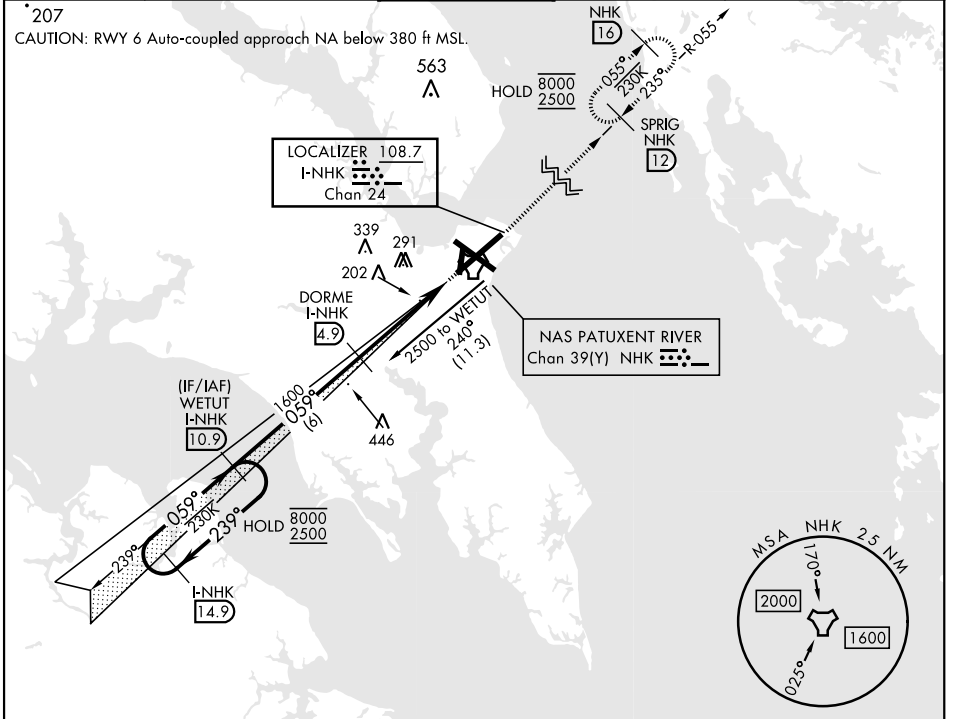 207
CAUTION: RWY 6 Auto-coupled approach NA below 380 ft MSL.
563
NHK
16
R-055
HOLD 8000
2500
055°
230K
235°
SPRIG
NHK
12
LOCALIZER 108.7
I-NHK
Chan 24
339
291
202
DORME
I-NHK
4.9
2500 to WETUT
240°
(11.3)
NAS PATUXENT RIVER
Chan 39(Y) NHK
(IF/IAF)
WETUT
I-NHK
10.9
1600
059°
(6)
446
059°
230K
239°
HOLD 8000
2500
239°
I-NHK
14.9
MSA NHK 25 NM
170°
2000
1600
025°